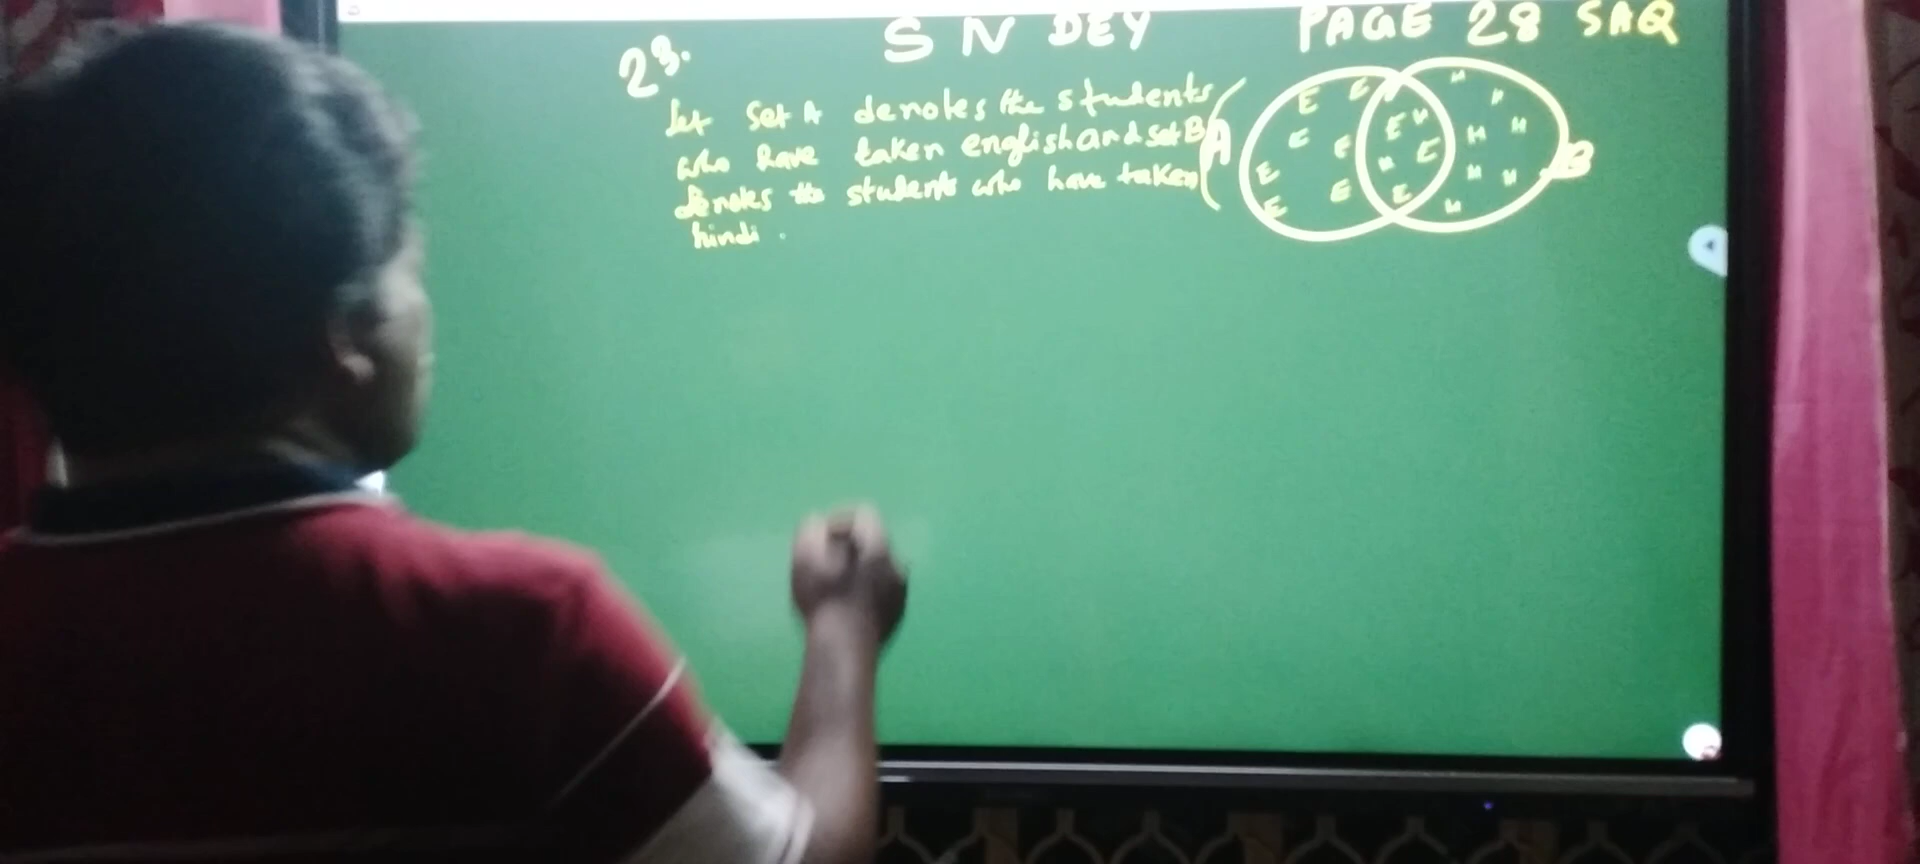 S N DEY PAGE 28 SAQ
23.
Let Set A denotes the students
who have taken english and set B
denotes the students who have taken
hindi.
A
B
E E E E E E E
E H E H E
H H H H H H H